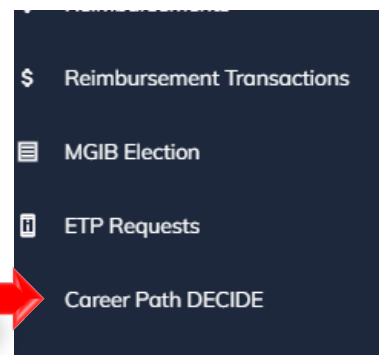 $ Reimbursement Transactions
MGIB Election
ETP Requests
Career Path DECIDE